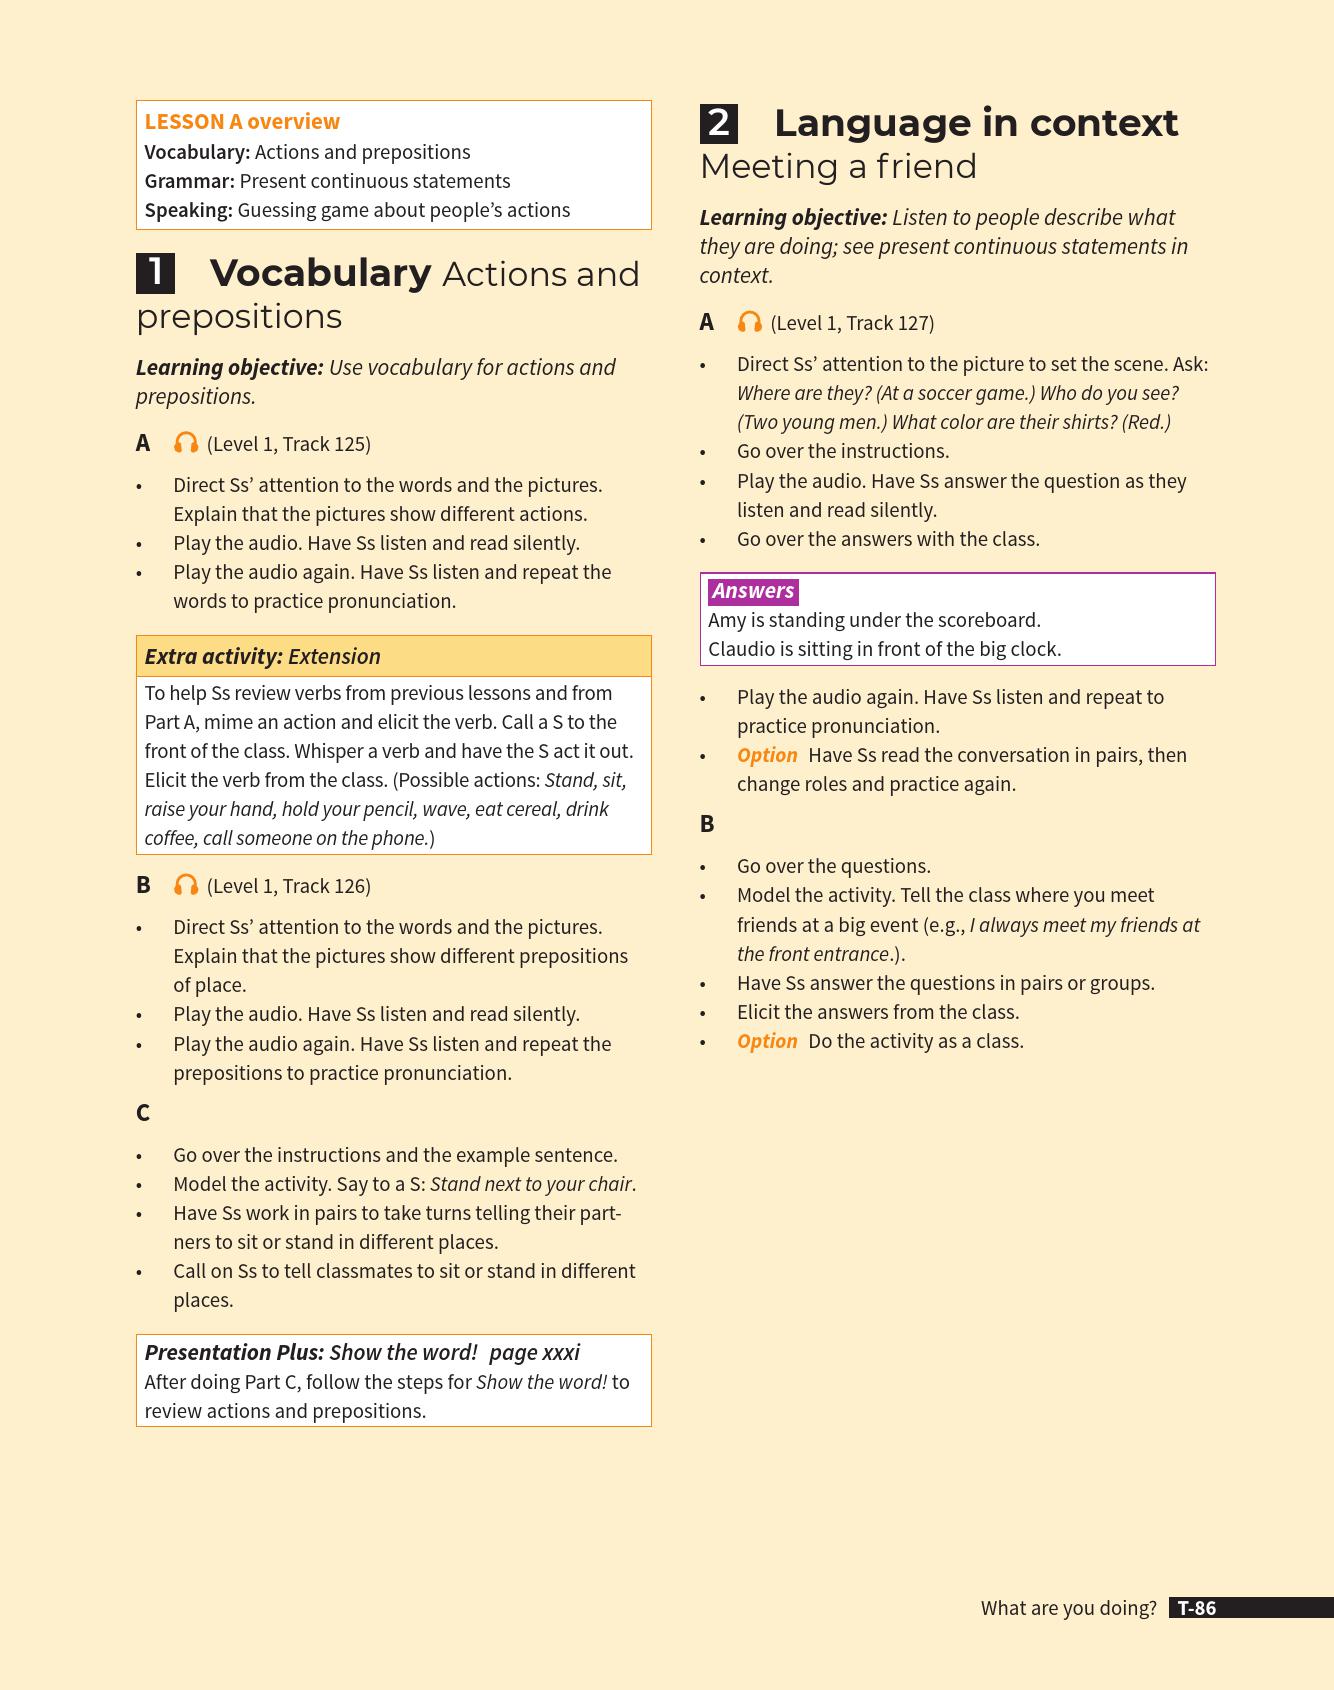 LESSON A overview
Vocabulary: Actions and prepositions
Grammar: Present continuous statements
Speaking: Guessing game about people’s actions
1 Vocabulary Actions and
prepositions
Learning objective: Use vocabulary for actions and
prepositions.
A (Level 1, Track 125)
• Direct Ss’ attention to the words and the pictures.
Explain that the pictures show different actions.
• Play the audio. Have Ss listen and read silently.
• Play the audio again. Have Ss listen and repeat the
words to practice pronunciation.
Extra activity: Extension
To help Ss review verbs from previous lessons and from
Part A, mime an action and elicit the verb. Call a S to the
front of the class. Whisper a verb and have the S act it out.
Elicit the verb from the class. (Possible actions: Stand, sit,
raise your hand, hold your pencil, wave, eat cereal, drink
coffee, call someone on the phone.)
B (Level 1, Track 126)
• Direct Ss’ attention to the words and the pictures.
Explain that the pictures show different prepositions
of place.
• Play the audio. Have Ss listen and read silently.
• Play the audio again. Have Ss listen and repeat the
prepositions to practice pronunciation.
C
• Go over the instructions and the example sentence.
• Model the activity. Say to a S: Stand next to your chair.
• Have Ss work in pairs to take turns telling their part-
ners to sit or stand in different places.
• Call on Ss to tell classmates to sit or stand in different
places.
Presentation Plus: Show the word! page xxxi
After doing Part C, follow the steps for Show the word! to
review actions and prepositions.
2 Language in context
Meeting a friend
Learning objective: Listen to people describe what
they are doing; see present continuous statements in
context.
A (Level 1, Track 127)
• Direct Ss’ attention to the picture to set the scene. Ask:
Where are they? (At a soccer game.) Who do you see?
(Two young men.) What color are their shirts? (Red.)
• Go over the instructions.
• Play the audio. Have Ss answer the question as they
listen and read silently.
• Go over the answers with the class.
Answers
Amy is standing under the scoreboard.
Claudio is sitting in front of the big clock.
• Play the audio again. Have Ss listen and repeat to
practice pronunciation.
• Option Have Ss read the conversation in pairs, then
change roles and practice again.
B
• Go over the questions.
• Model the activity. Tell the class where you meet
friends at a big event (e.g., I always meet my friends at
the front entrance.).
• Have Ss answer the questions in pairs or groups.
• Elicit the answers from the class.
• Option Do the activity as a class.
What are you doing? T-86